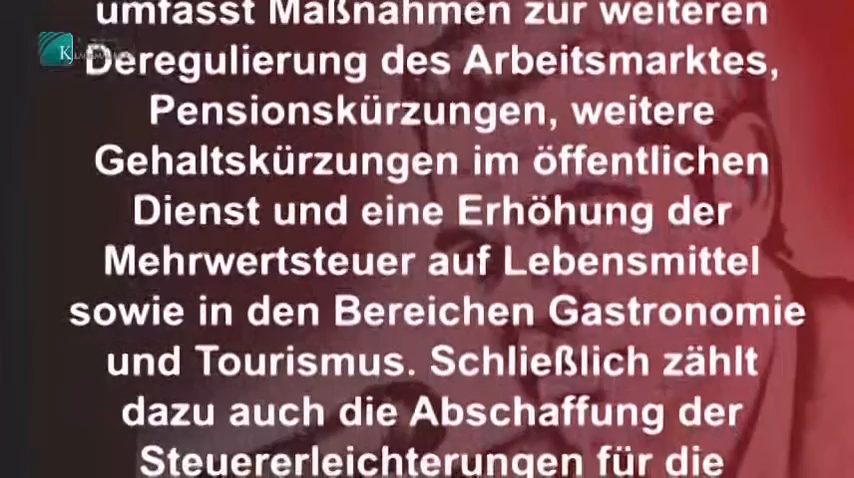 umfasst Maßnahmen zur weiteren
Deregulierung des Arbeitsmarktes,
Pensionskürzungen, weitere
Gehaltskürzungen im öffentlichen
Dienst und eine Erhöhung der
Mehrwertsteuer auf Lebensmittel
sowie in den Bereichen Gastronomie
und Tourismus. Schließlich zählt
dazu auch die Abschaffung der
Steuererleichterungen für die